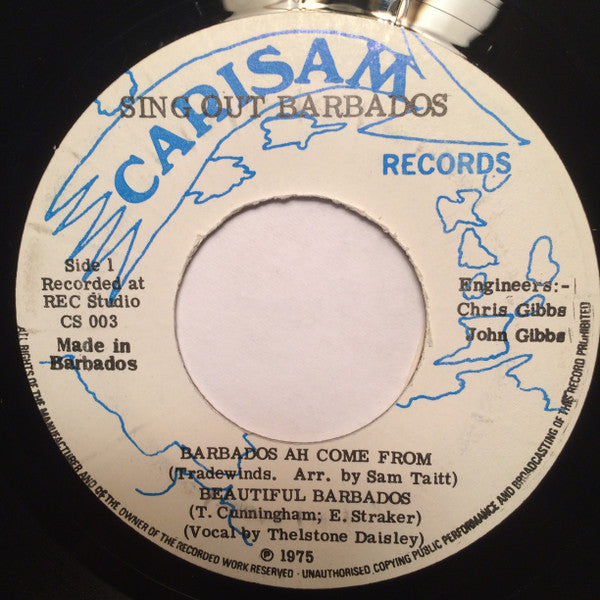 CARISAM
SING OUT BARBADOS
RECORDS
Side 1
Recorded at
REC Studio
CS 003
Made in
Barbados
Engineers:-
Chris Gibbs
John Gibbs
BARBADOS AH COME FROM
(Tradewinds. Arr. by Sam Taitt)
BEAUTIFUL BARBADOS
(T. Cunningham; E. Straker)
(Vocal by Thelstone Daisley)
℗ 1975
ALL RIGHTS OF THE MANUFACTURER AND OF THE OWNER OF THE RECORDED WORK RESERVED - UNAUTHORISED COPYING PUBLIC PERFORMANCE AND BROADCASTING OF THIS RECORD PROHIBITED